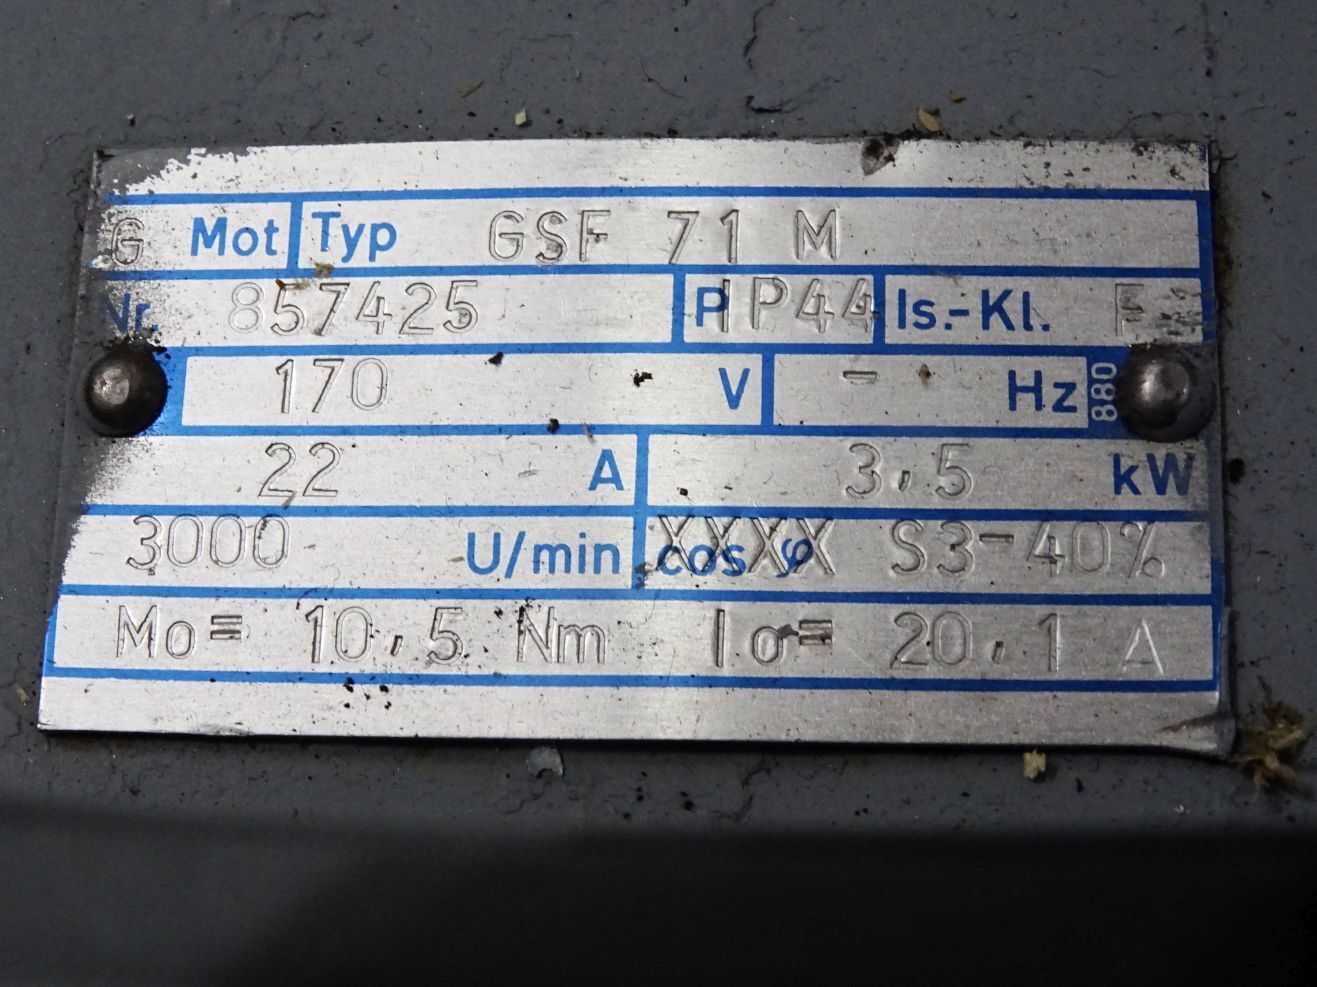 G Mot Typ GSF 71 M
Nr. 857425 P IP44 Is.-Kl. F
170 V - Hz 880
22 A 3,5 kW
3000 U/min cos φ XXXX S3-40%
Mo= 10,5 Nm Io= 20,1 A